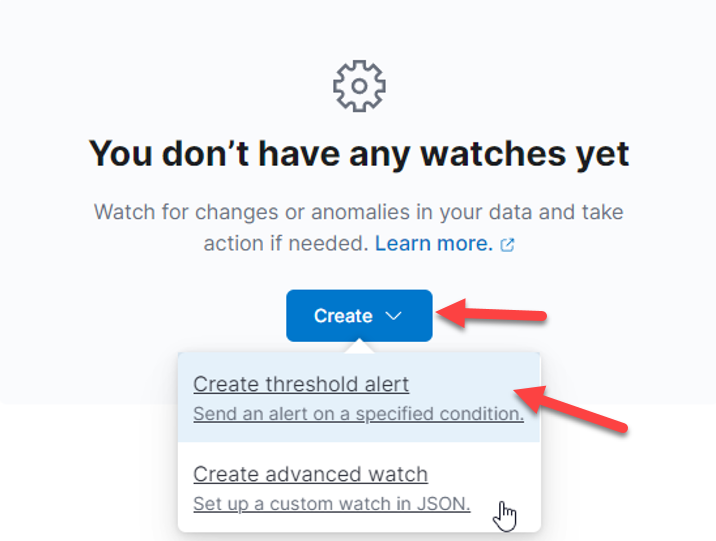 You don’t have any watches yet
Watch for changes or anomalies in your data and take
action if needed. Learn more.
Create
Create threshold alert
Send an alert on a specified condition.
Create advanced watch
Set up a custom watch in JSON.